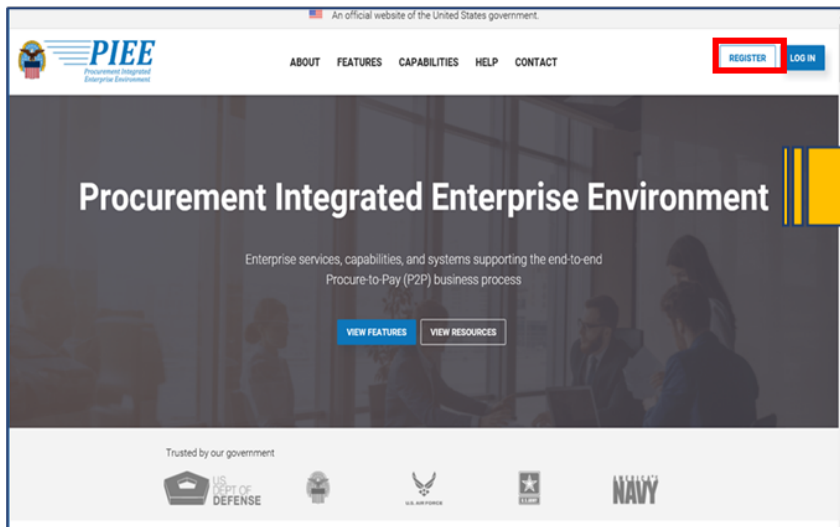 An official website of the United States government.
PIEE
Procurement Integrated
Enterprise Environment
ABOUT FEATURES CAPABILITIES HELP CONTACT
REGISTER LOG IN
Procurement Integrated Enterprise Environment
Enterprise services, capabilities, and systems supporting the end-to-end
Procure-to-Pay (P2P) business process
VIEW FEATURES VIEW RESOURCES
Trusted by our government
U.S.
DEPT OF
DEFENSE
U.S. AIR FORCE
U.S. ARMY
AMERICA'S
NAVY